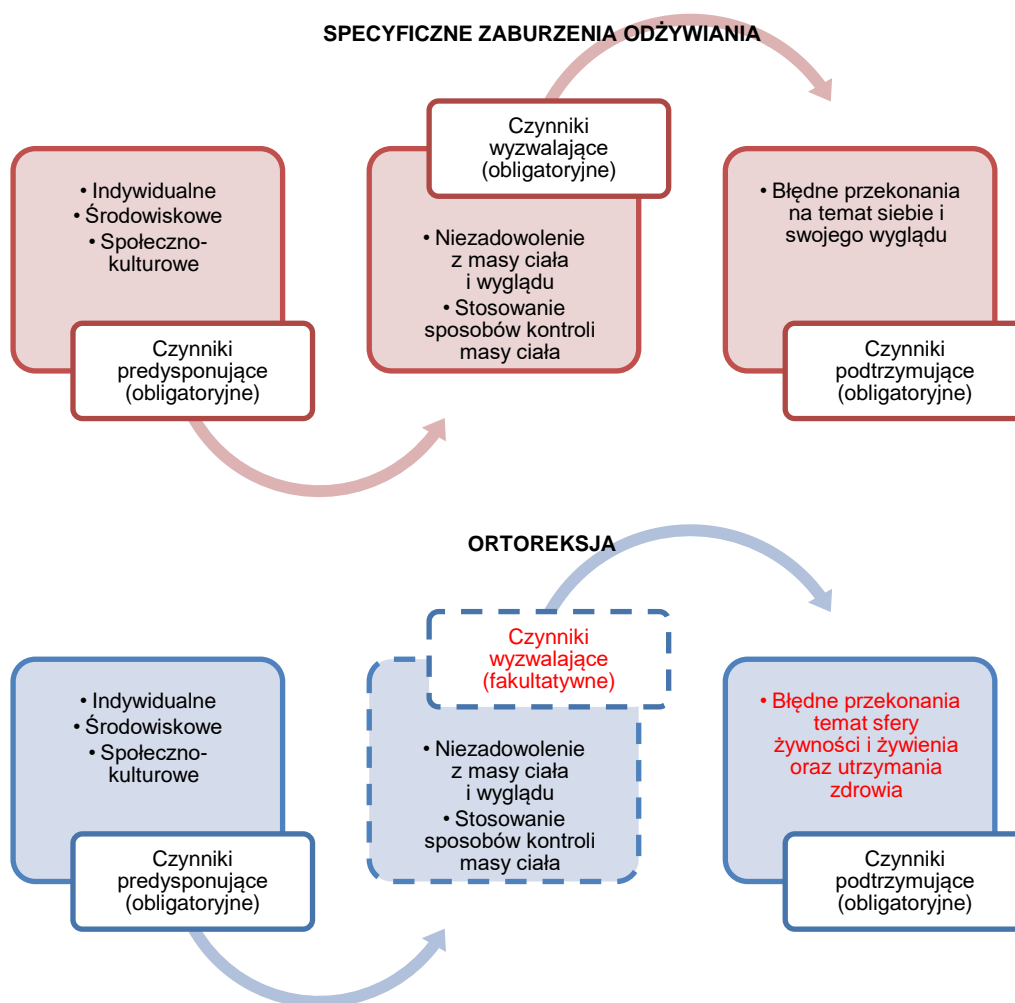 SPECYFICZNE ZABURZENIA ODŻYWIANIA
• Indywidualne
• Środowiskowe
• Społeczno-
kulturowe
Czynniki
predysponujące
(obligatoryjne)
Czynniki
wyzwalające
(obligatoryjne)
• Niezadowolenie
z masy ciała
i wyglądu
• Stosowanie
sposobów kontroli
masy ciała
• Błędne przekonania
na temat siebie i
swojego wyglądu
Czynniki
podtrzymujące
(obligatoryjne)
ORTOREKSJA
• Indywidualne
• Środowiskowe
• Społeczno-
kulturowe
Czynniki
predysponujące
(obligatoryjne)
Czynniki
wyzwalające
(fakultatywne)
• Niezadowolenie
z masy ciała
i wyglądu
• Stosowanie
sposobów kontroli
masy ciała
• Błędne przekonania
temat sfery
żywności i żywienia
oraz utrzymania
zdrowia
Czynniki
podtrzymujące
(obligatoryjne)